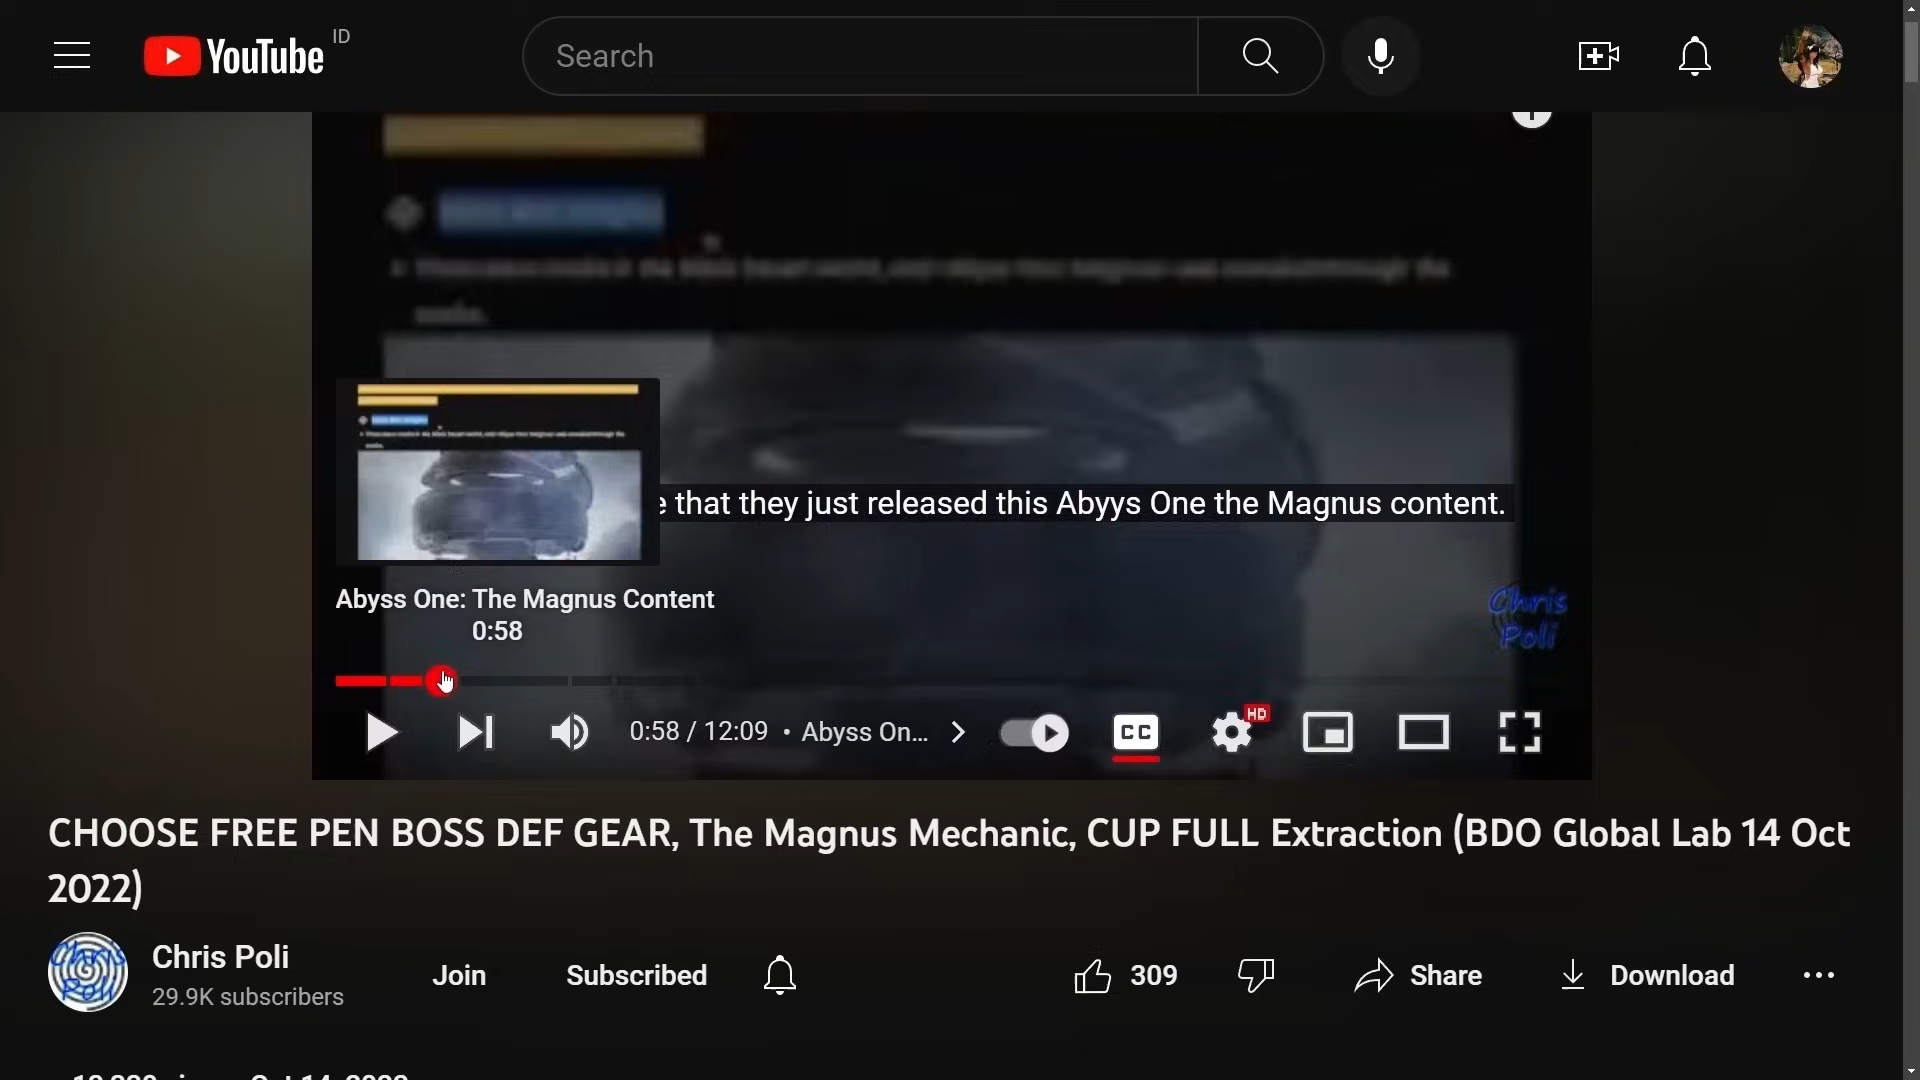 YouTube ID
Search
e that they just released this Abyys One the Magnus content.
Abyss One: The Magnus Content
0:58
Chris
Poli
0:58 / 12:09 • Abyss On...
CC
HD
CHOOSE FREE PEN BOSS DEF GEAR, The Magnus Mechanic, CUP FULL Extraction (BDO Global Lab 14 Oct
2022)
Chris Poli
Chris Poli
29.9K subscribers
Join
Subscribed
309
Share
Download